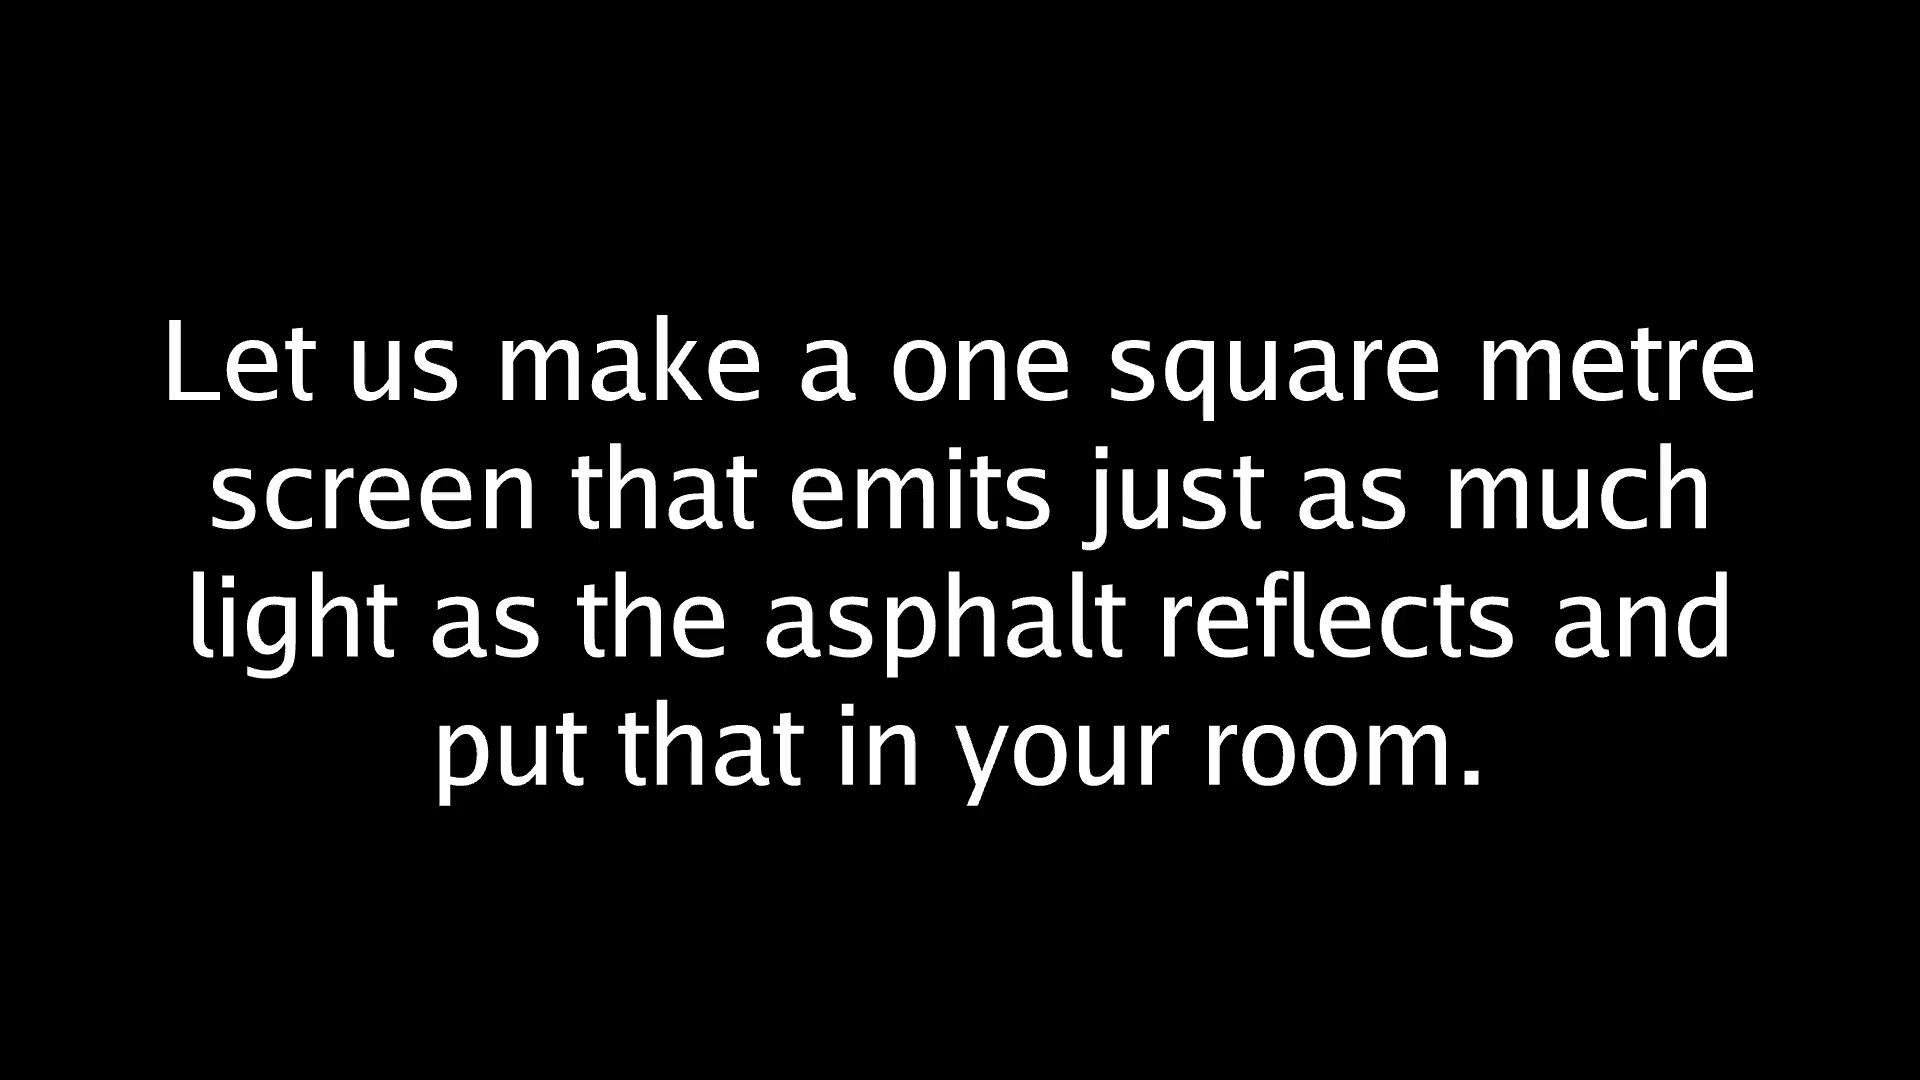 Let us make a one square metre
screen that emits just as much
light as the asphalt reflects and
put that in your room.